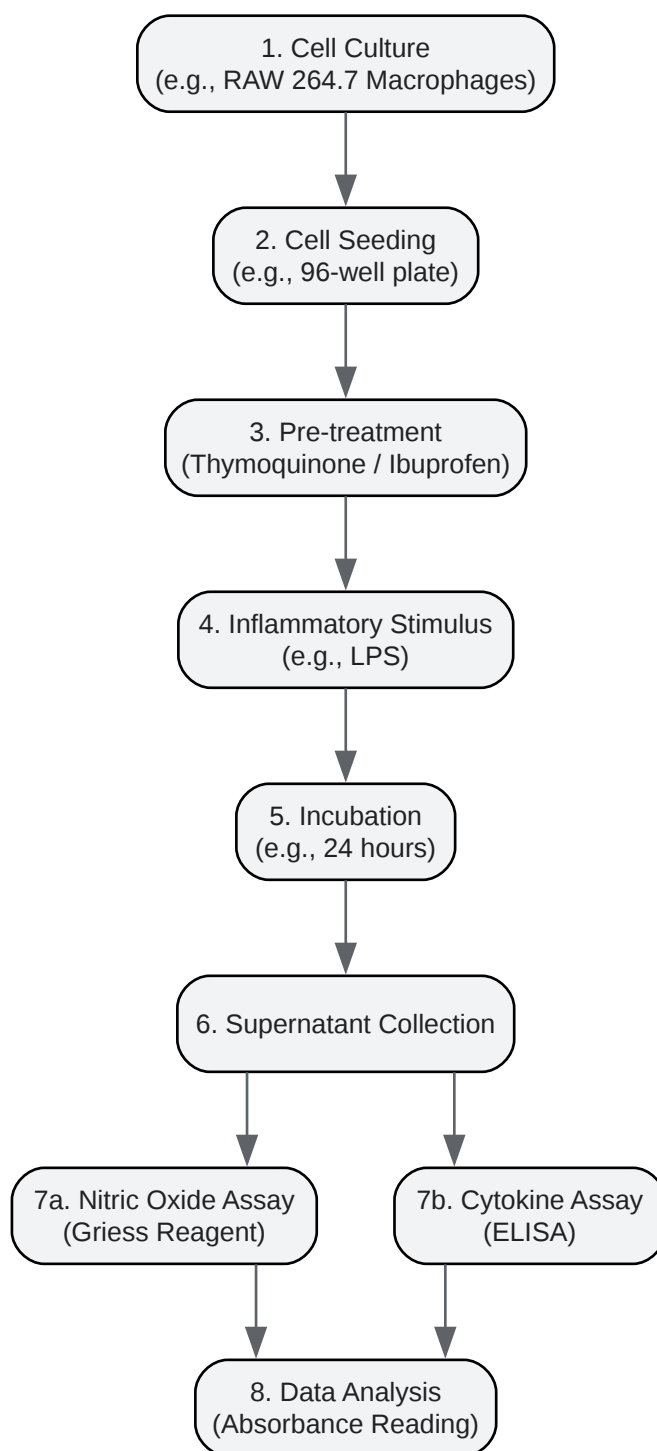 1. Cell Culture
(e.g., RAW 264.7 Macrophages)
2. Cell Seeding
(e.g., 96-well plate)
3. Pre-treatment
(Thymoquinone / Ibuprofen)
4. Inflammatory Stimulus
(e.g., LPS)
5. Incubation
(e.g., 24 hours)
6. Supernatant Collection
7a. Nitric Oxide Assay
(Griess Reagent)
7b. Cytokine Assay
(ELISA)
8. Data Analysis
(Absorbance Reading)